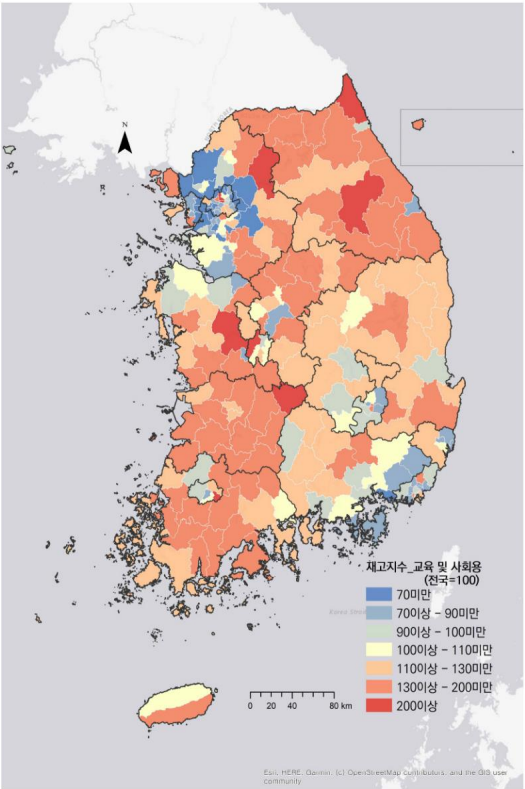 N
재고지수_교육 및 사회용
(전국=100)
70미만
70이상 - 90미만
90이상 - 100미만
100이상 - 110미만
110이상 - 130미만
130이상 - 200미만
200이상
0 20 40 80 km
Esri, HERE, Garmin, (c) OpenStreetMap contributors, and the GIS user
community